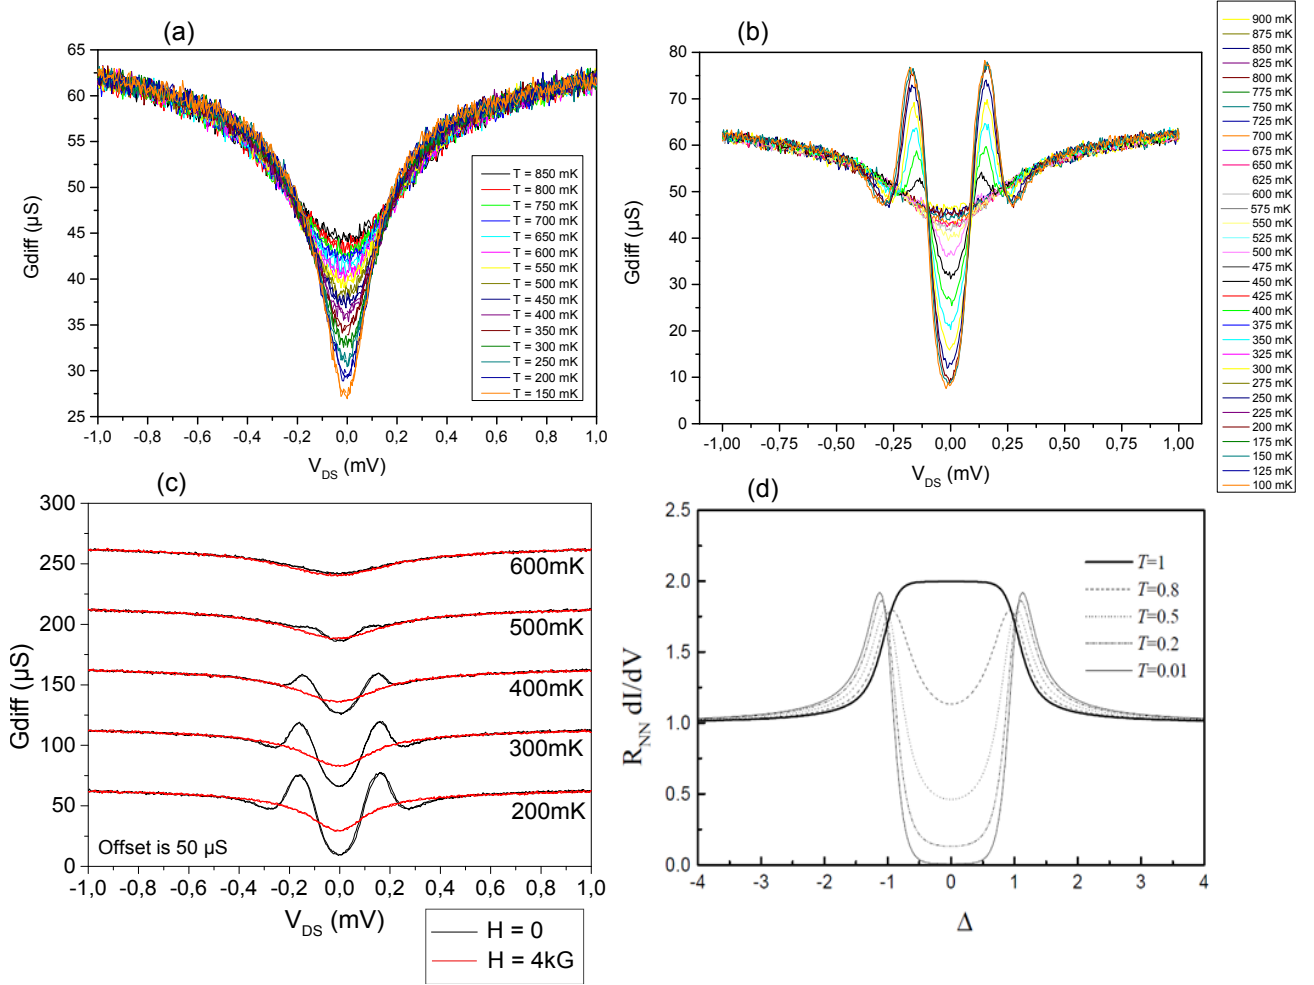 (a)
65
60
55
50
45
40
35
30
25
Gdiff (µS)
-1,0 -0,8 -0,6 -0,4 -0,2 0,0 0,2 0,4 0,6 0,8 1,0
V_DS (mV)
T = 850 mK
T = 800 mK
T = 750 mK
T = 700 mK
T = 650 mK
T = 600 mK
T = 550 mK
T = 500 mK
T = 450 mK
T = 400 mK
T = 350 mK
T = 300 mK
T = 250 mK
T = 200 mK
T = 150 mK
(b)
80
70
60
50
40
30
20
10
0
Gdiff (µS)
-1,00 -0,75 -0,50 -0,25 0,00 0,25 0,50 0,75 1,00
V_DS (mV)
900 mK
875 mK
850 mK
825 mK
800 mK
775 mK
750 mK
725 mK
700 mK
675 mK
650 mK
625 mK
600 mK
575 mK
550 mK
525 mK
500 mK
475 mK
450 mK
425 mK
400 mK
375 mK
350 mK
325 mK
300 mK
275 mK
250 mK
225 mK
200 mK
175 mK
150 mK
125 mK
100 mK
(c)
300
250
200
150
100
50
0
Gdiff (µS)
600mK
500mK
400mK
300mK
200mK
Offset is 50 µS
-1,0 -0,8 -0,6 -0,4 -0,2 0,0 0,2 0,4 0,6 0,8 1,0
V_DS (mV)
H = 0
H = 4kG
(d)
2.5
2.0
1.5
1.0
0.5
0.0
R_NN dI/dV
T=1
T=0.8
T=0.5
T=0.2
T=0.01
-4 -3 -2 -1 0 1 2 3 4
Δ